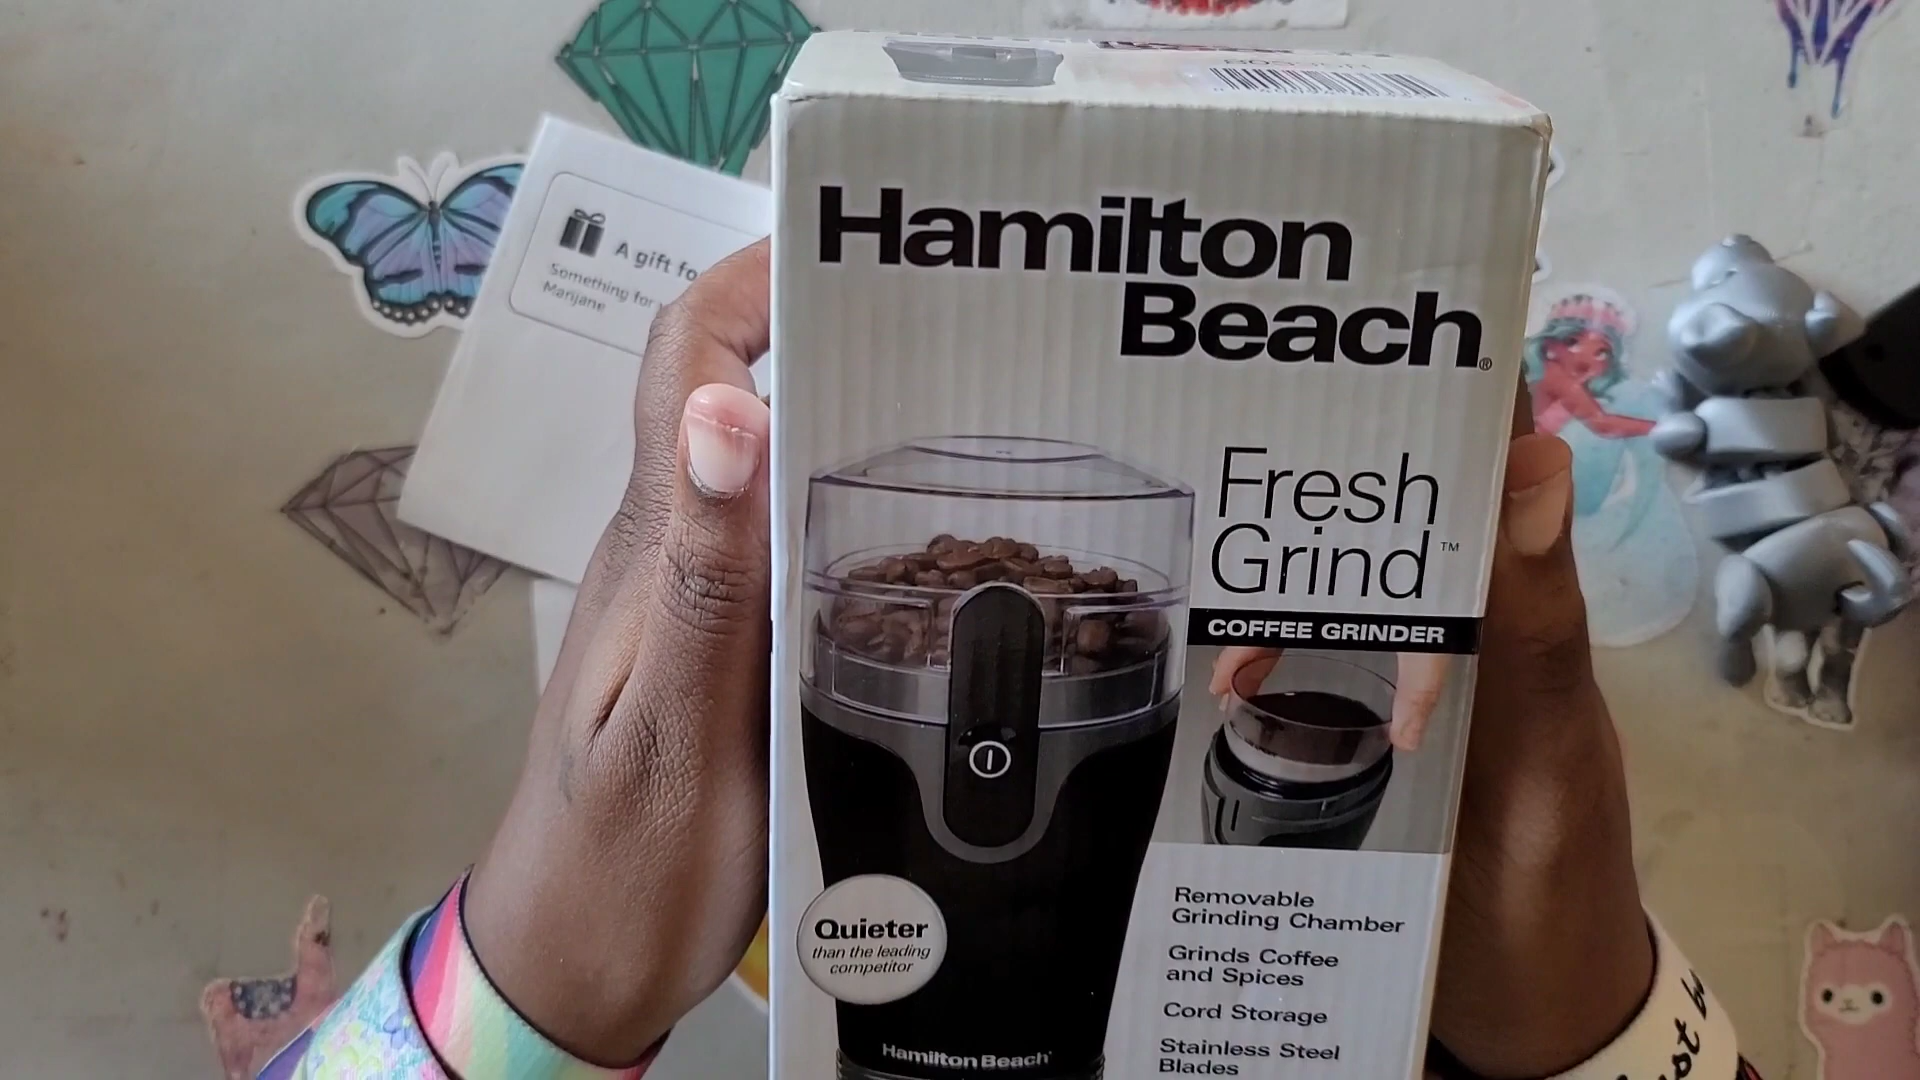 A gift fo
Something for
Marijane
Hamilton
Beach®
Fresh
Grind™
COFFEE GRINDER
Quieter
than the leading
competitor
Removable
Grinding Chamber
Grinds Coffee
and Spices
Cord Storage
Stainless Steel
Blades
Hamilton Beach